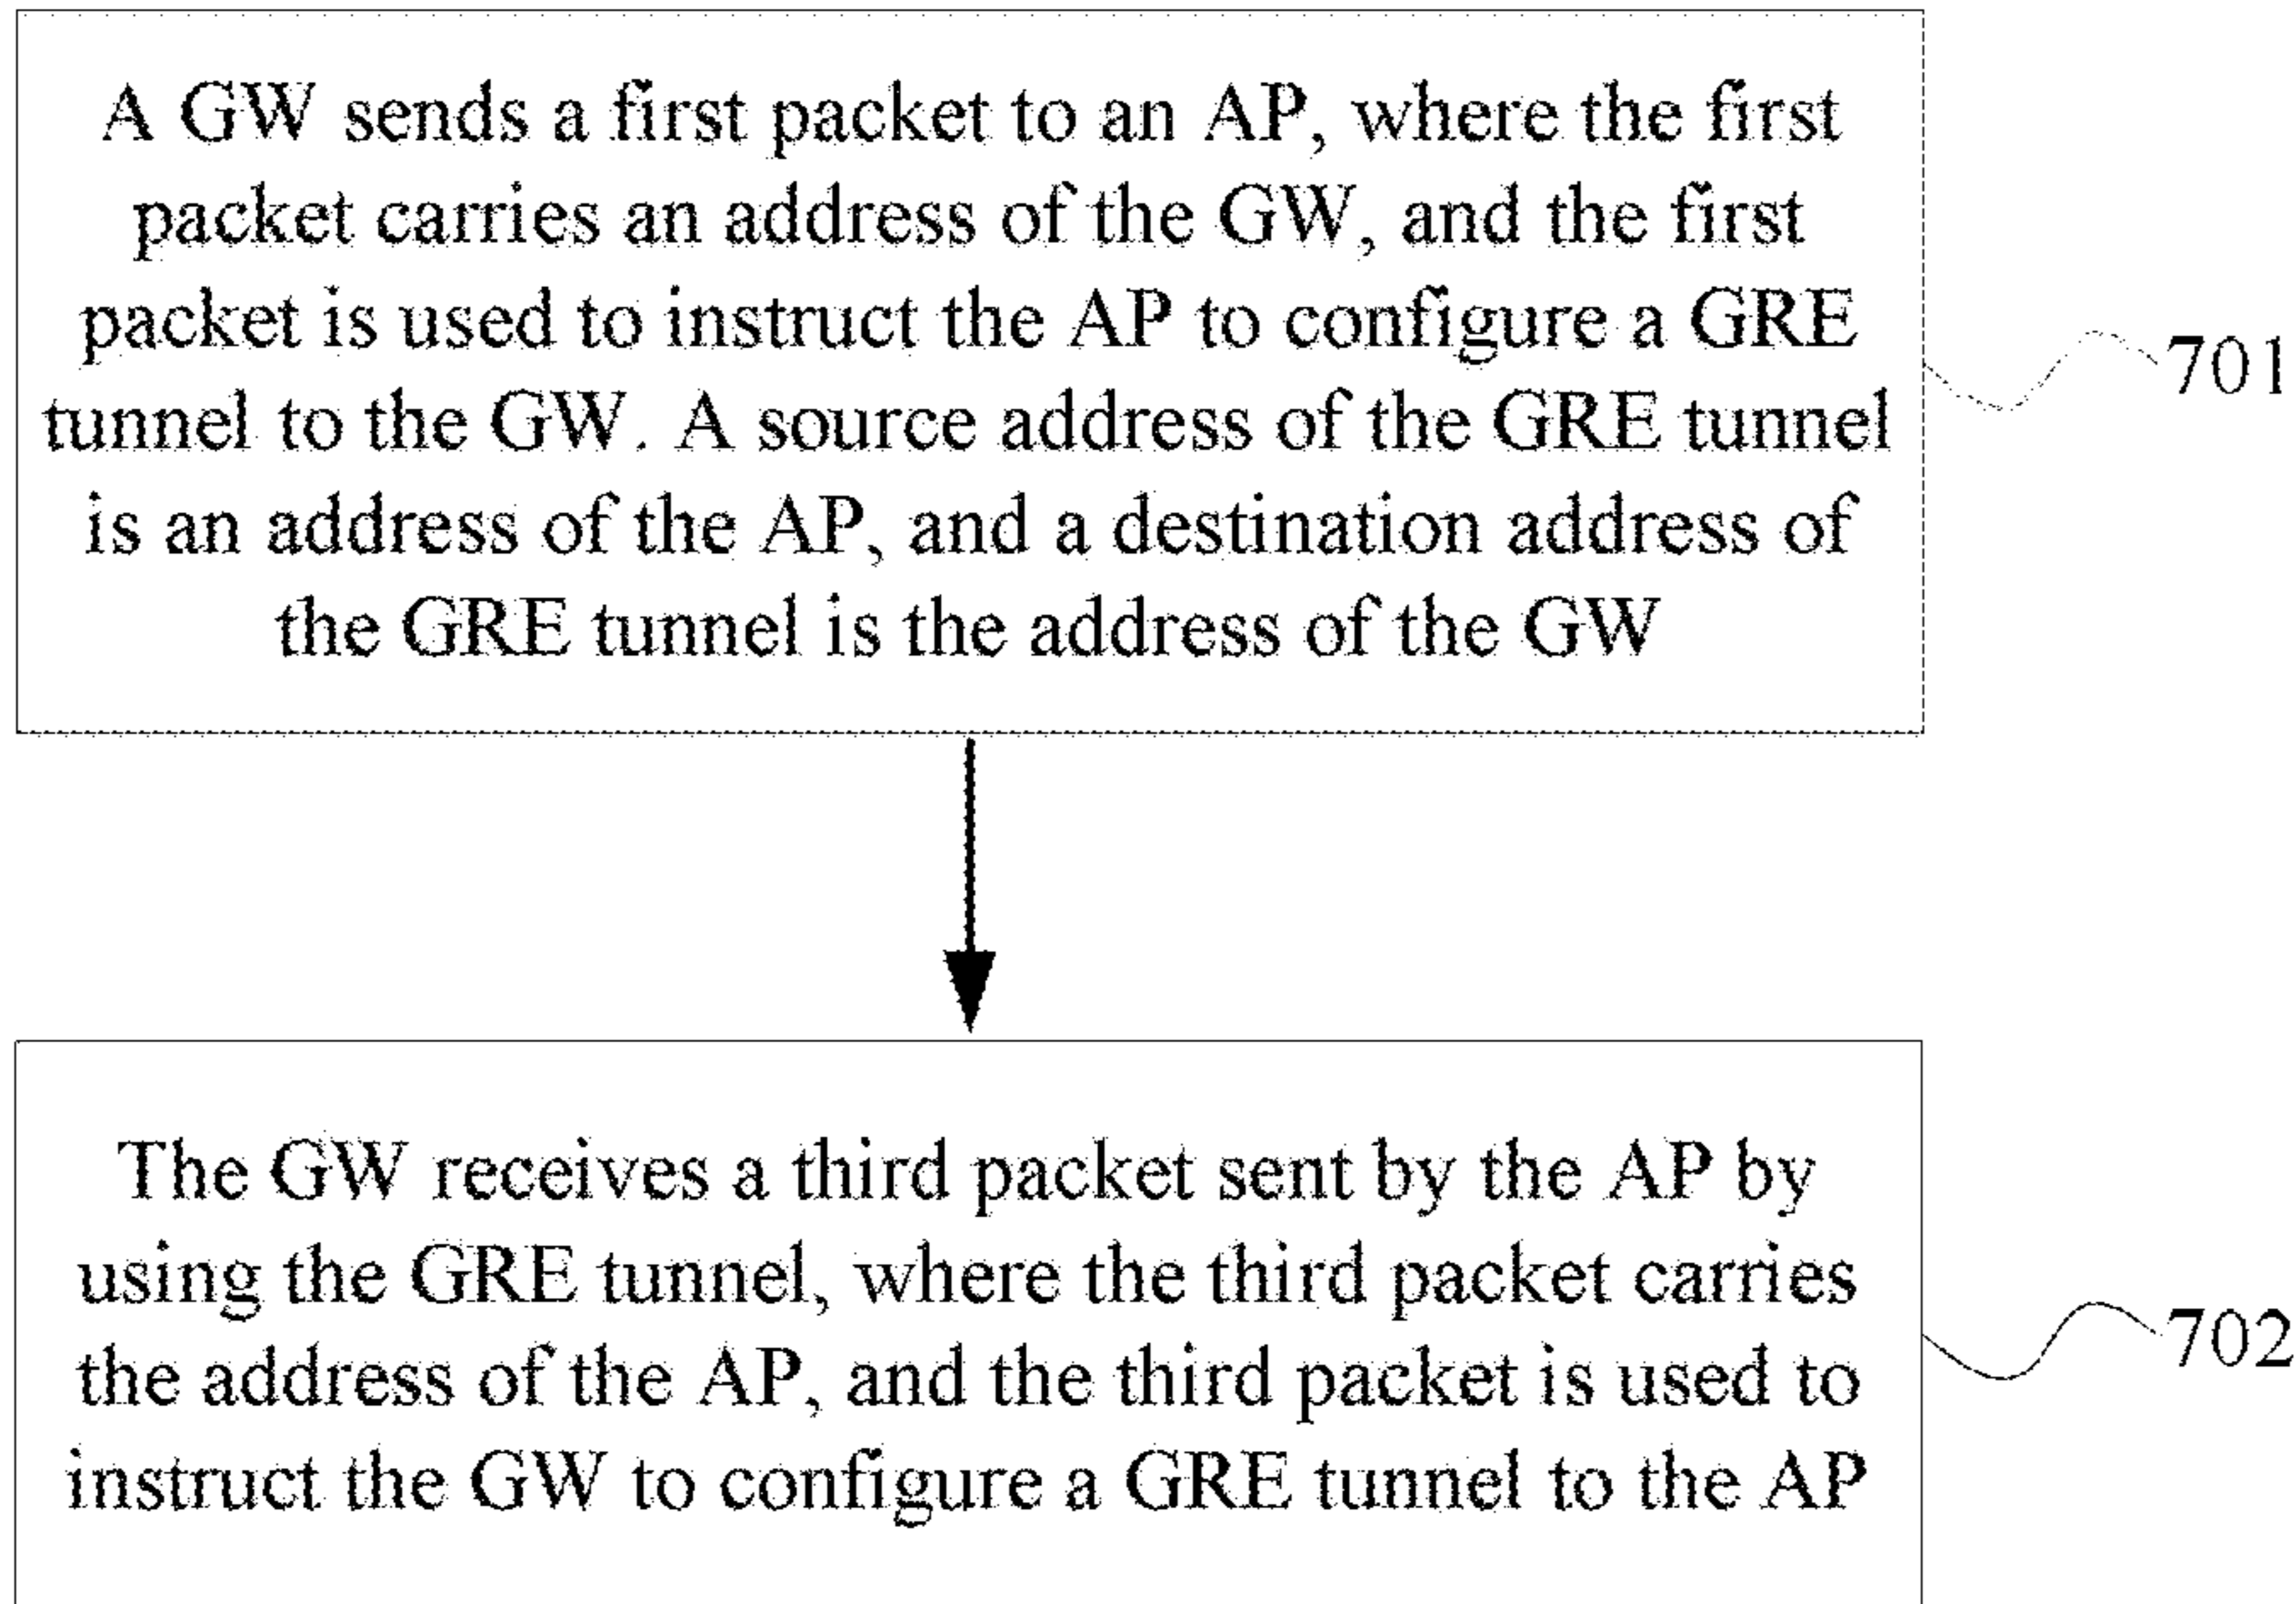 A GW sends a first packet to an AP, where the first
packet carries an address of the GW, and the first
packet is used to instruct the AP to configure a GRE
tunnel to the GW. A source address of the GRE tunnel
is an address of the AP, and a destination address of
the GRE tunnel is the address of the GW
701
The GW receives a third packet sent by the AP by
using the GRE tunnel, where the third packet carries
the address of the AP, and the third packet is used to
instruct the GW to configure a GRE tunnel to the AP
702